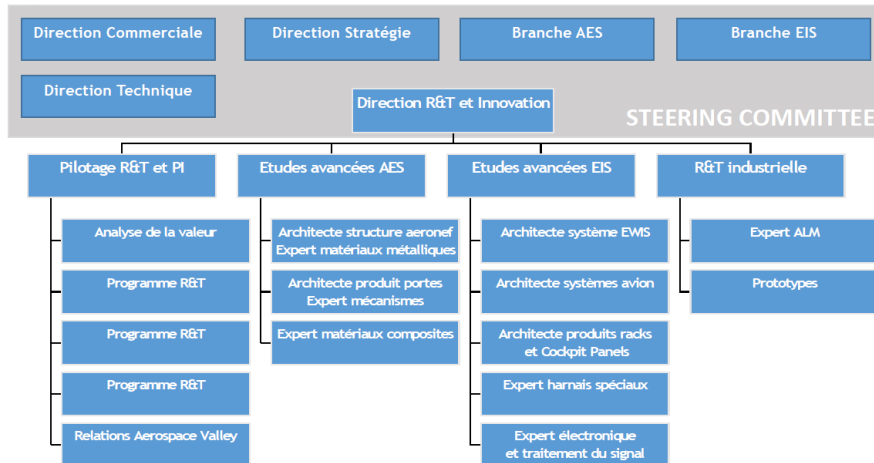 Direction Commerciale
Direction Stratégie
Branche AES
Branche EIS
Direction Technique
Direction R&T et Innovation
STEERING COMMITTEE
Pilotage R&T et PI
Etudes avancées AES
Etudes avancées EIS
R&T industrielle
Analyse de la valeur
Architecte structure aeronef
Expert matériaux métalliques
Architecte système EWIS
Expert ALM
Programme R&T
Architecte produit portes
Expert mécanismes
Architecte systèmes avion
Prototypes
Programme R&T
Expert matériaux composites
Architecte produits racks
et Cockpit Panels
Programme R&T
Expert harnais spéciaux
Relations Aerospace Valley
Expert électronique
et traitement du signal